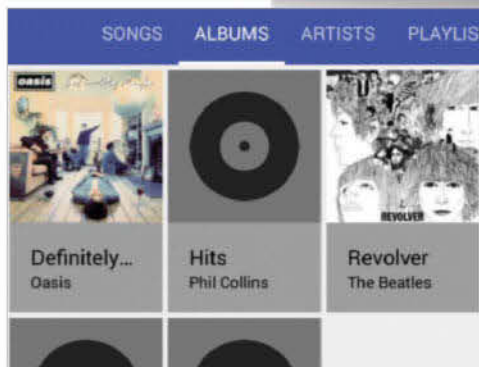 SONGS ALBUMS ARTISTS PLAYLIS
oasis
REVOLVER
Definitely... Hits Revolver
Oasis Phil Collins The Beatles